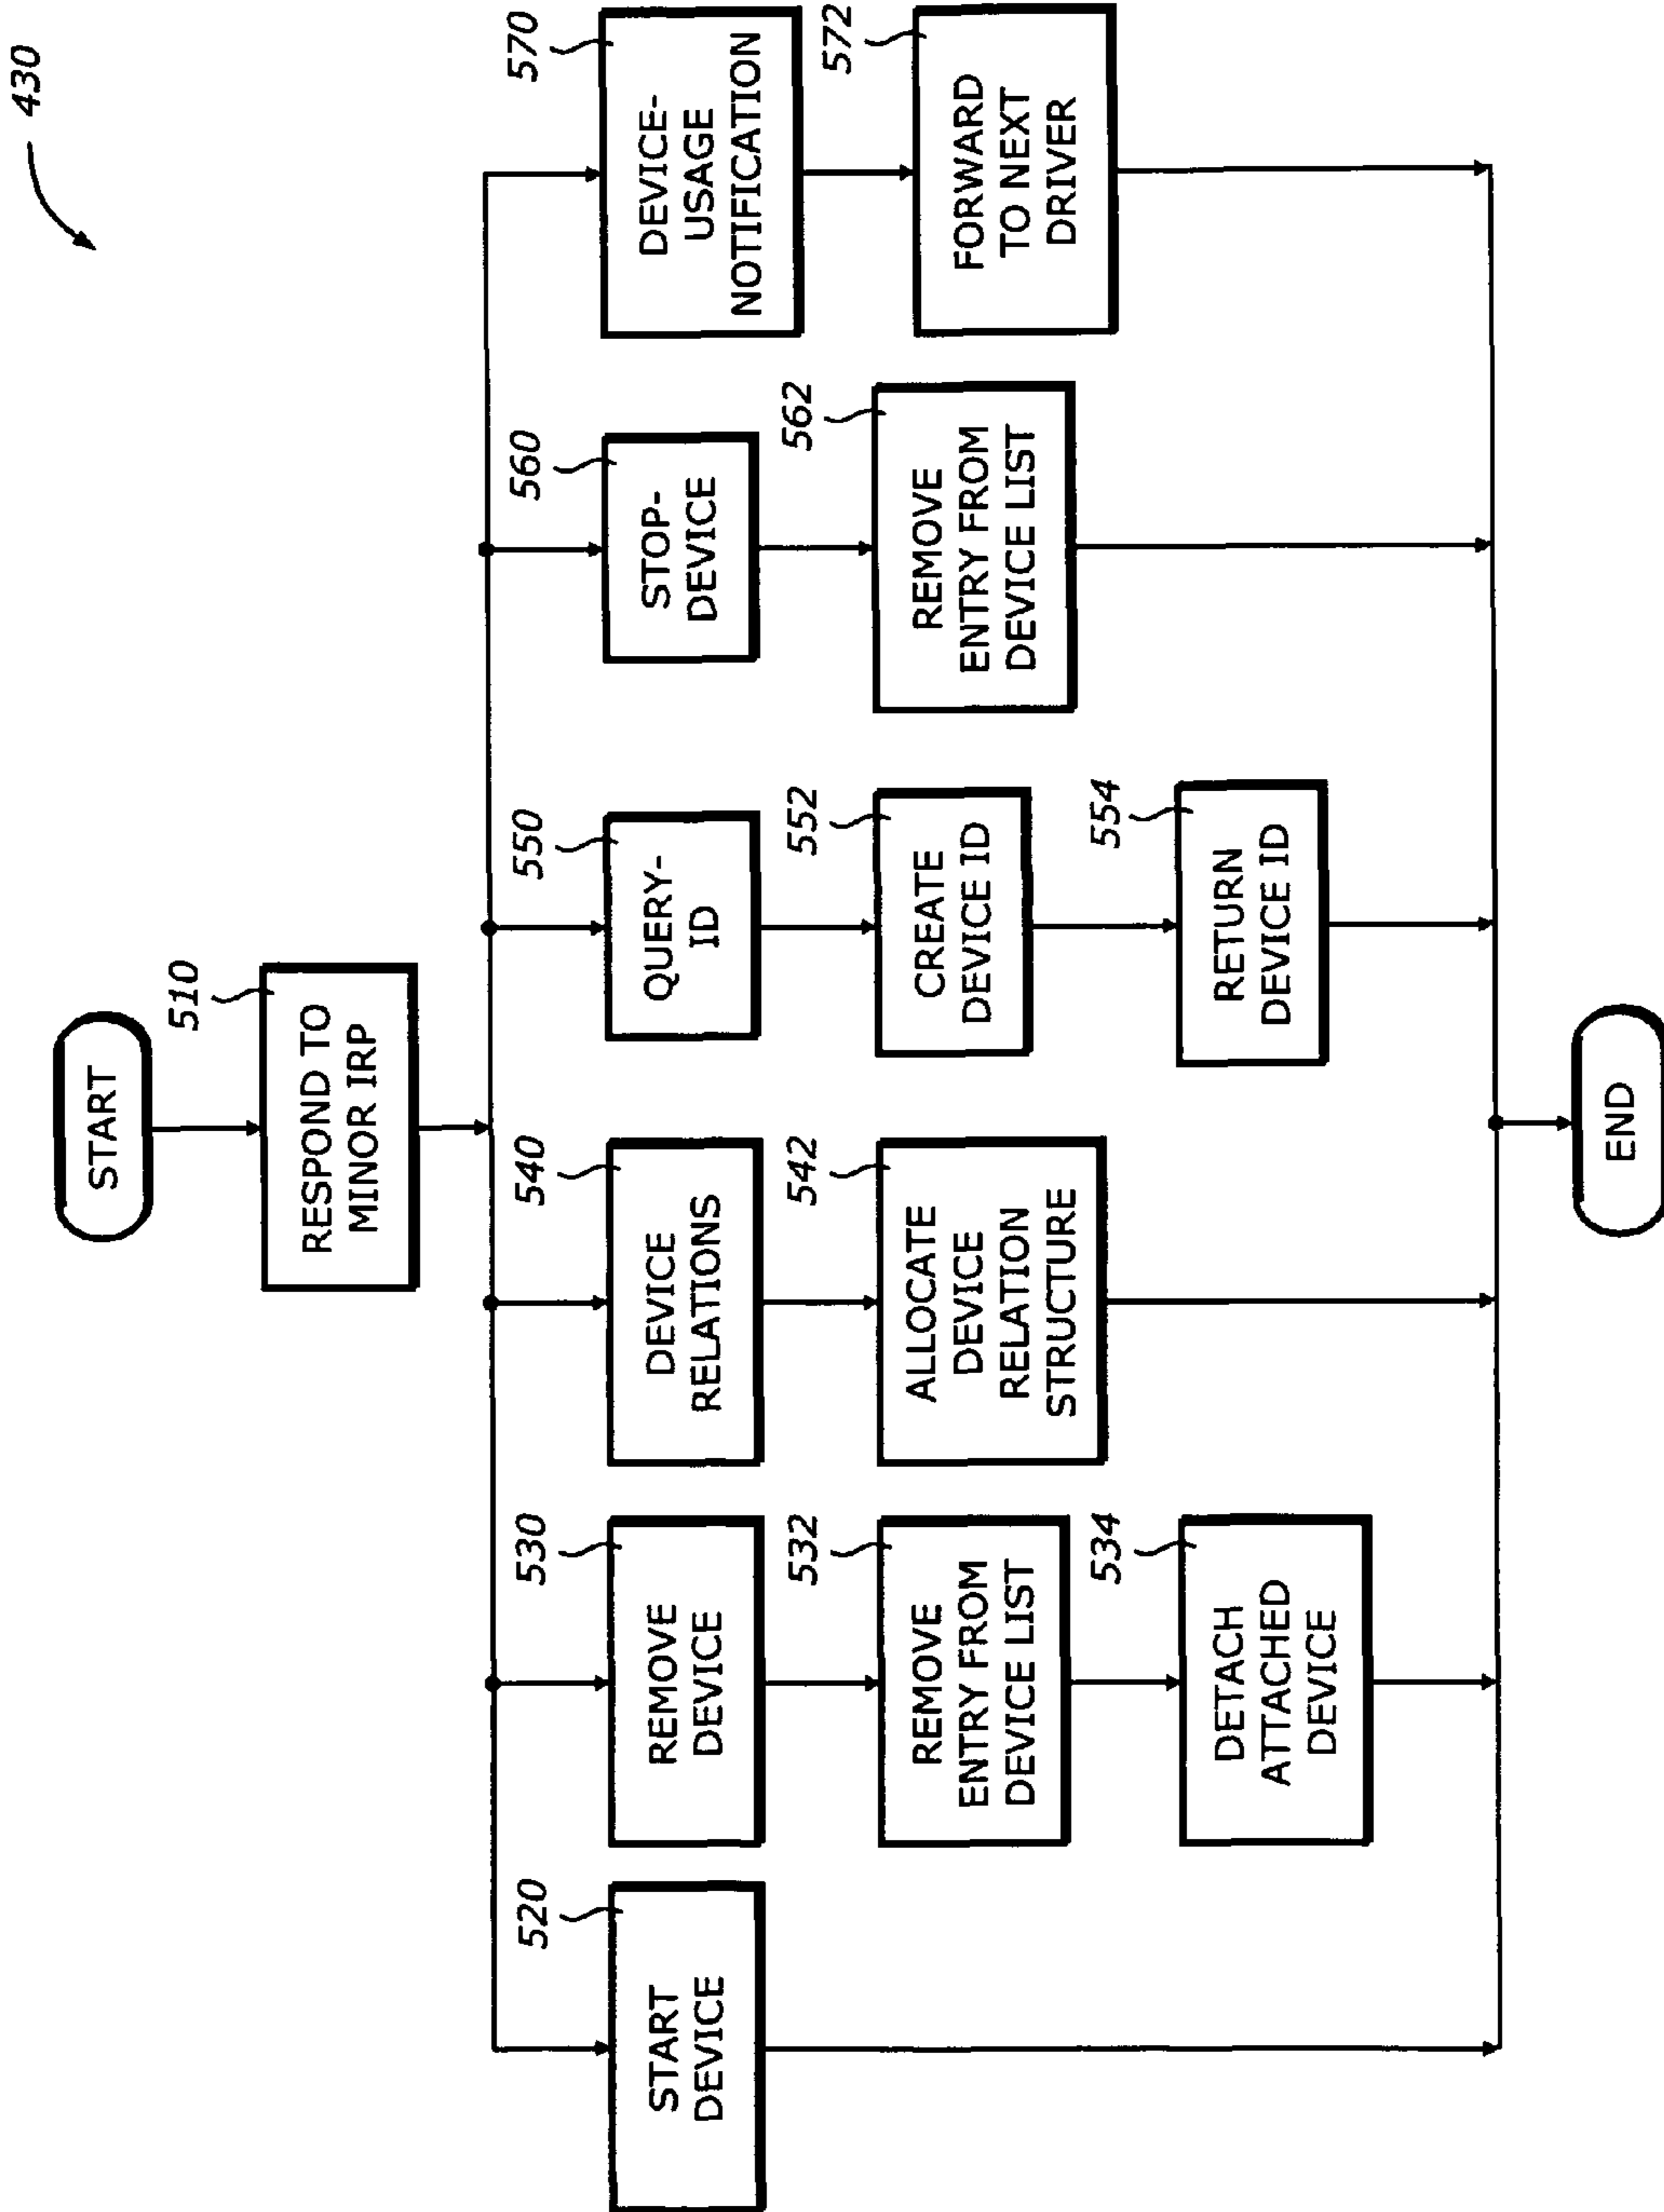 430
START
510
RESPOND TO
MINOR IRP
520
START
DEVICE
530
REMOVE
DEVICE
532
REMOVE
ENTRY FROM
DEVICE LIST
534
DETACH
ATTACHED
DEVICE
540
DEVICE
RELATIONS
542
ALLOCATE
DEVICE
RELATION
STRUCTURE
550
QUERY-
ID
552
CREATE
DEVICE ID
554
RETURN
DEVICE ID
560
STOP-
DEVICE
562
REMOVE
ENTRY FROM
DEVICE LIST
570
DEVICE-
USAGE
NOTIFICATION
572
FORWARD
TO NEXT
DRIVER
END